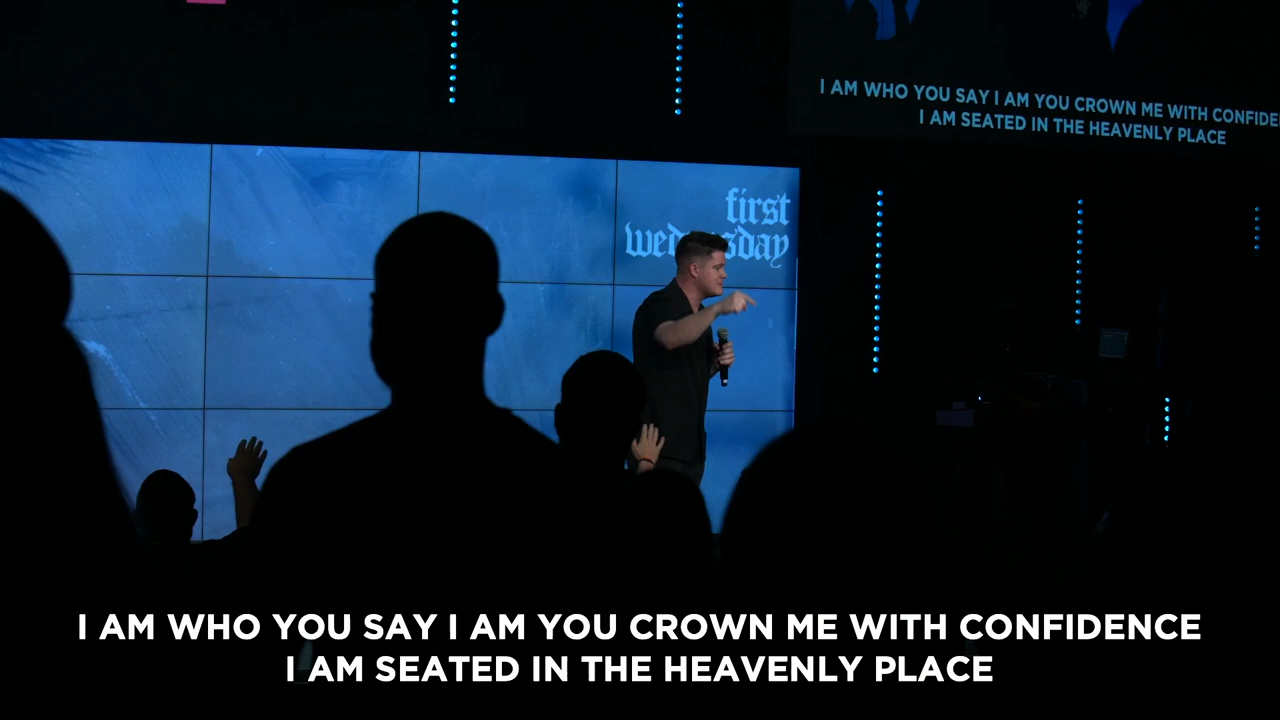 I AM WHO YOU SAY I AM YOU CROWN ME WITH
I AM SEATED IN THE HEAVENLY PLACE
first
wednesday
I AM WHO YOU SAY I AM YOU CROWN ME WITH CONFIDENCE
I AM SEATED IN THE HEAVENLY PLACE